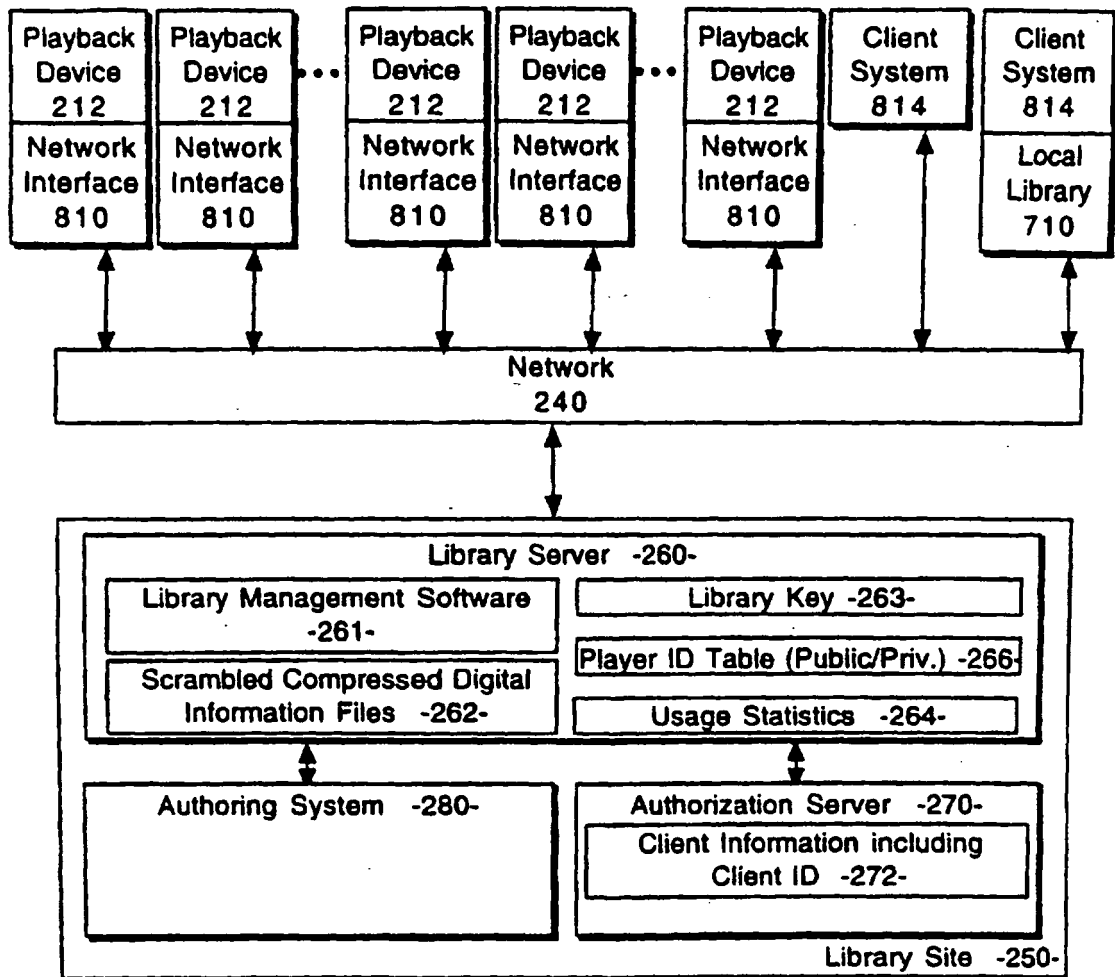 Playback
Device
212
Network
Interface
810
Playback
Device
212
Network
Interface
810
Playback
Device
212
Network
Interface
810
Playback
Device
212
Network
Interface
810
Playback
Device
212
Network
Interface
810
Client
System
814
Client
System
814
Local
Library
710
Network
240
Library Server -260-
Library Management Software
-261-
Scrambled Compressed Digital
Information Files -262-
Library Key -263-
Player ID Table (Public/Priv.) -266-
Usage Statistics -264-
Authoring System -280-
Authorization Server -270-
Client Information including
Client ID -272-
Library Site -250-